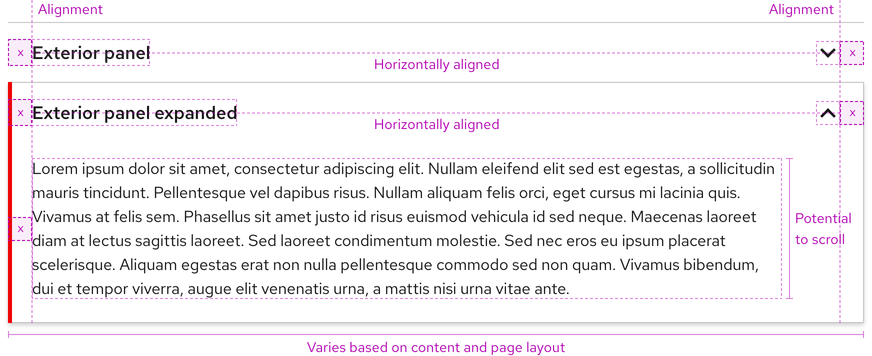 Alignment
Alignment
x
Exterior panel
Horizontally aligned
x
x
Exterior panel expanded
Horizontally aligned
x
Lorem ipsum dolor sit amet, consectetur adipiscing elit. Nullam eleifend elit sed est egestas, a sollicitudin
mauris tincidunt. Pellentesque vel dapibus risus. Nullam aliquam felis orci, eget cursus mi lacinia quis.
Vivamus at felis sem. Phasellus sit amet justo id risus euismod vehicula id sed neque. Maecenas laoreet
diam at lectus sagittis laoreet. Sed laoreet condimentum molestie. Sed nec eros eu ipsum placerat
scelerisque. Aliquam egestas erat non nulla pellentesque commodo sed non quam. Vivamus bibendum,
dui et tempor viverra, augue elit venenatis urna, a mattis nisi urna vitae ante.
x
Potential
to scroll
Varies based on content and page layout